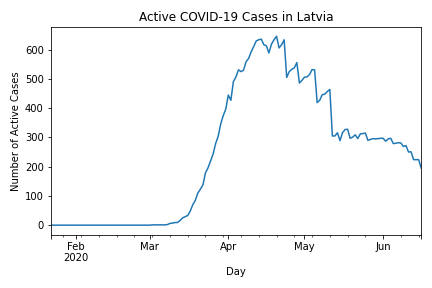 Active COVID-19 Cases in Latvia
Number of Active Cases
600
500
400
300
200
100
0
Feb
2020
Mar
Apr
May
Jun
Day